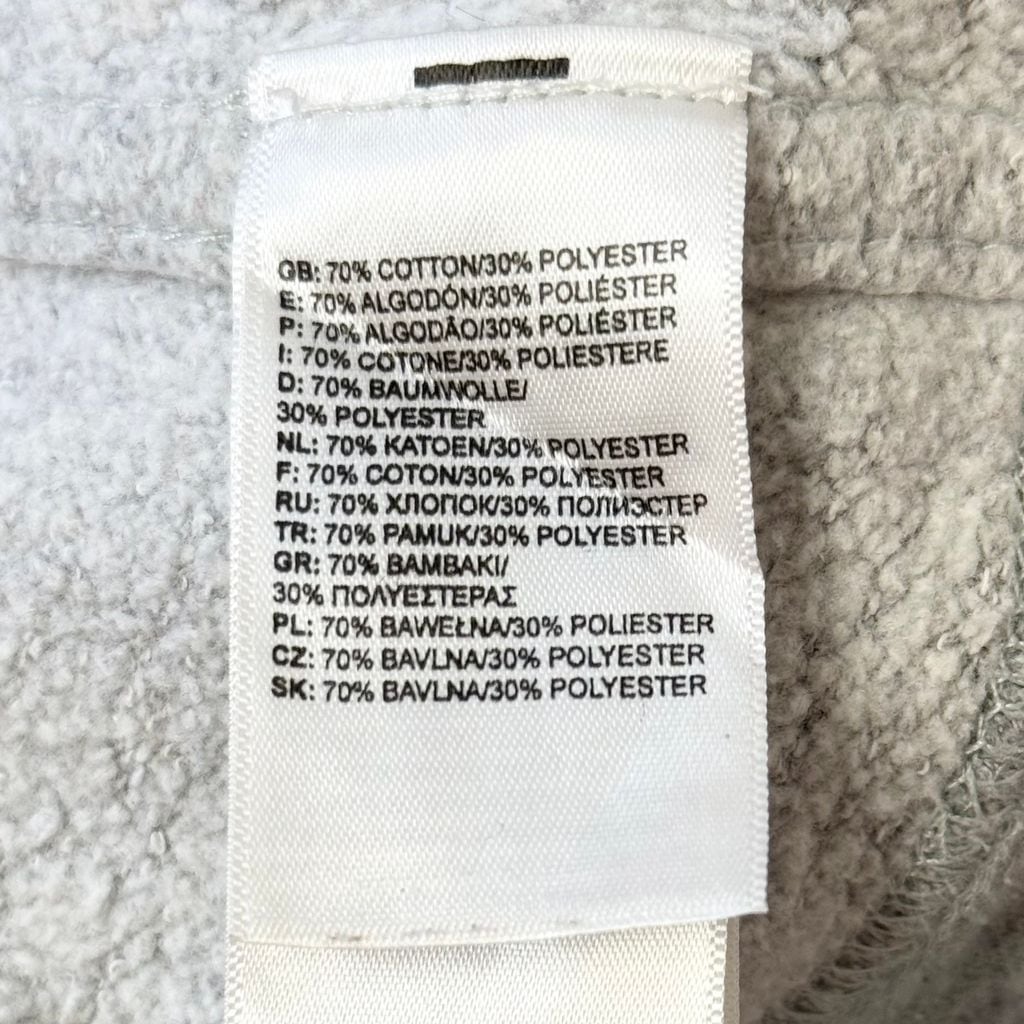 GB: 70% COTTON/30% POLYESTER
E: 70% ALGODÓN/30% POLIÉSTER
P: 70% ALGODÃO/30% POLIÉSTER
I: 70% COTONE/30% POLIESTERE
D: 70% BAUMWOLLE/
30% POLYESTER
NL: 70% KATOEN/30% POLYESTER
F: 70% COTON/30% POLYESTER
RU: 70% ХЛОПОК/30% ПОЛИЭСТЕР
TR: 70% PAMUK/30% POLYESTER
GR: 70% ΒΑΜΒΑΚΙ/
30% ΠΟΛΥΕΣΤΕΡΑΣ
PL: 70% BAWEŁNA/30% POLIESTER
CZ: 70% BAVLNA/30% POLYESTER
SK: 70% BAVLNA/30% POLYESTER